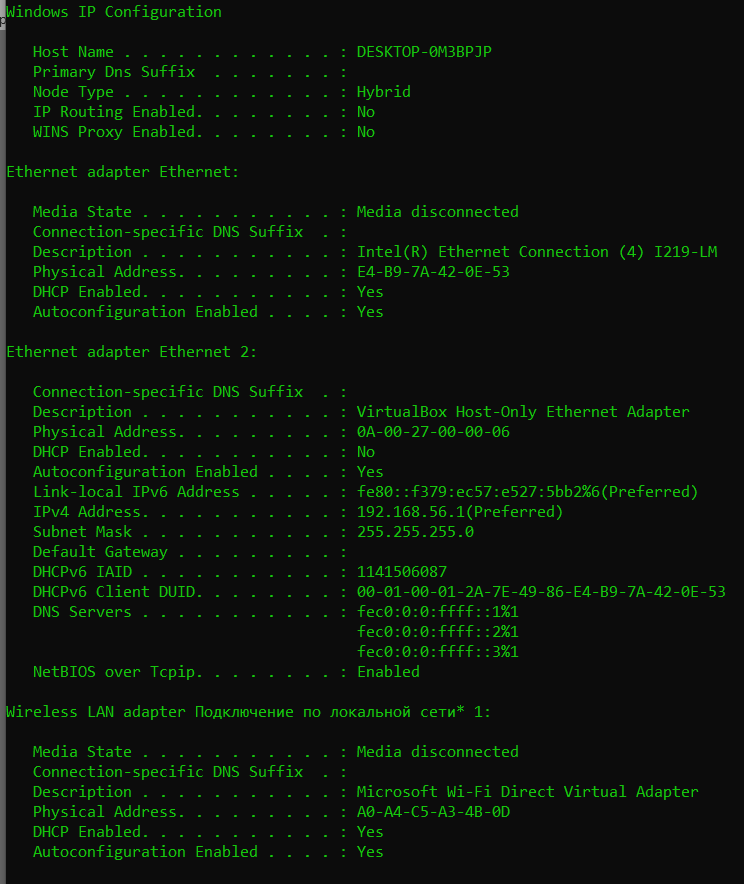 Windows IP Configuration
Host Name . . . . . . . . . . . . : DESKTOP-0M3BPJP
Primary Dns Suffix  . . . . . . . :
Node Type . . . . . . . . . . . . : Hybrid
IP Routing Enabled. . . . . . . . : No
WINS Proxy Enabled. . . . . . . . : No
Ethernet adapter Ethernet:
Media State . . . . . . . . . . . : Media disconnected
Connection-specific DNS Suffix  . :
Description . . . . . . . . . . . : Intel(R) Ethernet Connection (4) I219-LM
Physical Address. . . . . . . . . : E4-B9-7A-42-0E-53
DHCP Enabled. . . . . . . . . . . : Yes
Autoconfiguration Enabled . . . . : Yes
Ethernet adapter Ethernet 2:
Connection-specific DNS Suffix  . :
Description . . . . . . . . . . . : VirtualBox Host-Only Ethernet Adapter
Physical Address. . . . . . . . . : 0A-00-27-00-00-06
DHCP Enabled. . . . . . . . . . . : No
Autoconfiguration Enabled . . . . : Yes
Link-local IPv6 Address . . . . . : fe80::f379:ec57:e527:5bb2%6(Preferred)
IPv4 Address. . . . . . . . . . . : 192.168.56.1(Preferred)
Subnet Mask . . . . . . . . . . . : 255.255.255.0
Default Gateway . . . . . . . . . :
DHCPv6 IAID . . . . . . . . . . . : 1141506087
DHCPv6 Client DUID. . . . . . . . : 00-01-00-01-2A-7E-49-86-E4-B9-7A-42-0E-53
DNS Servers . . . . . . . . . . . : fec0:0:0:ffff::1%1
fec0:0:0:ffff::2%1
fec0:0:0:ffff::3%1
NetBIOS over Tcpip. . . . . . . . : Enabled
Wireless LAN adapter Подключение по локальной сети* 1:
Media State . . . . . . . . . . . : Media disconnected
Connection-specific DNS Suffix  . :
Description . . . . . . . . . . . : Microsoft Wi-Fi Direct Virtual Adapter
Physical Address. . . . . . . . . : A0-A4-C5-A3-4B-0D
DHCP Enabled. . . . . . . . . . . : Yes
Autoconfiguration Enabled . . . . : Yes